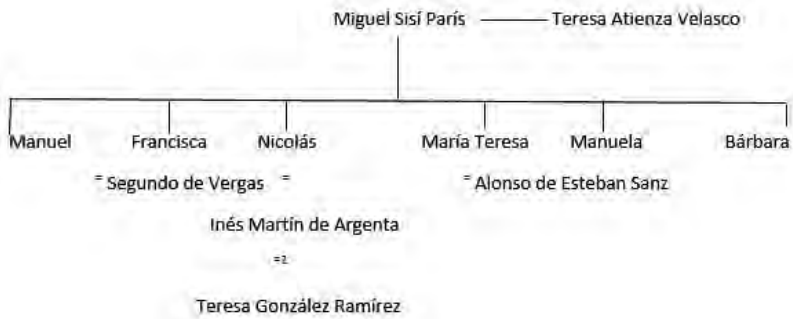 Miguel Sisí París Teresa Atienza Velasco
Manuel Francisca Nicolás María Teresa Manuela Bárbara
= Segundo de Vergas = = Alonso de Esteban Sanz
Inés Martín de Argenta
=2
Teresa González Ramírez